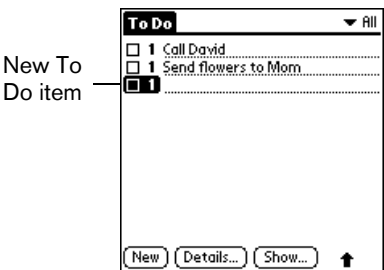 To Do All
1 Call David
1 Send flowers to Mom
1
New To
Do item
New Details... Show...